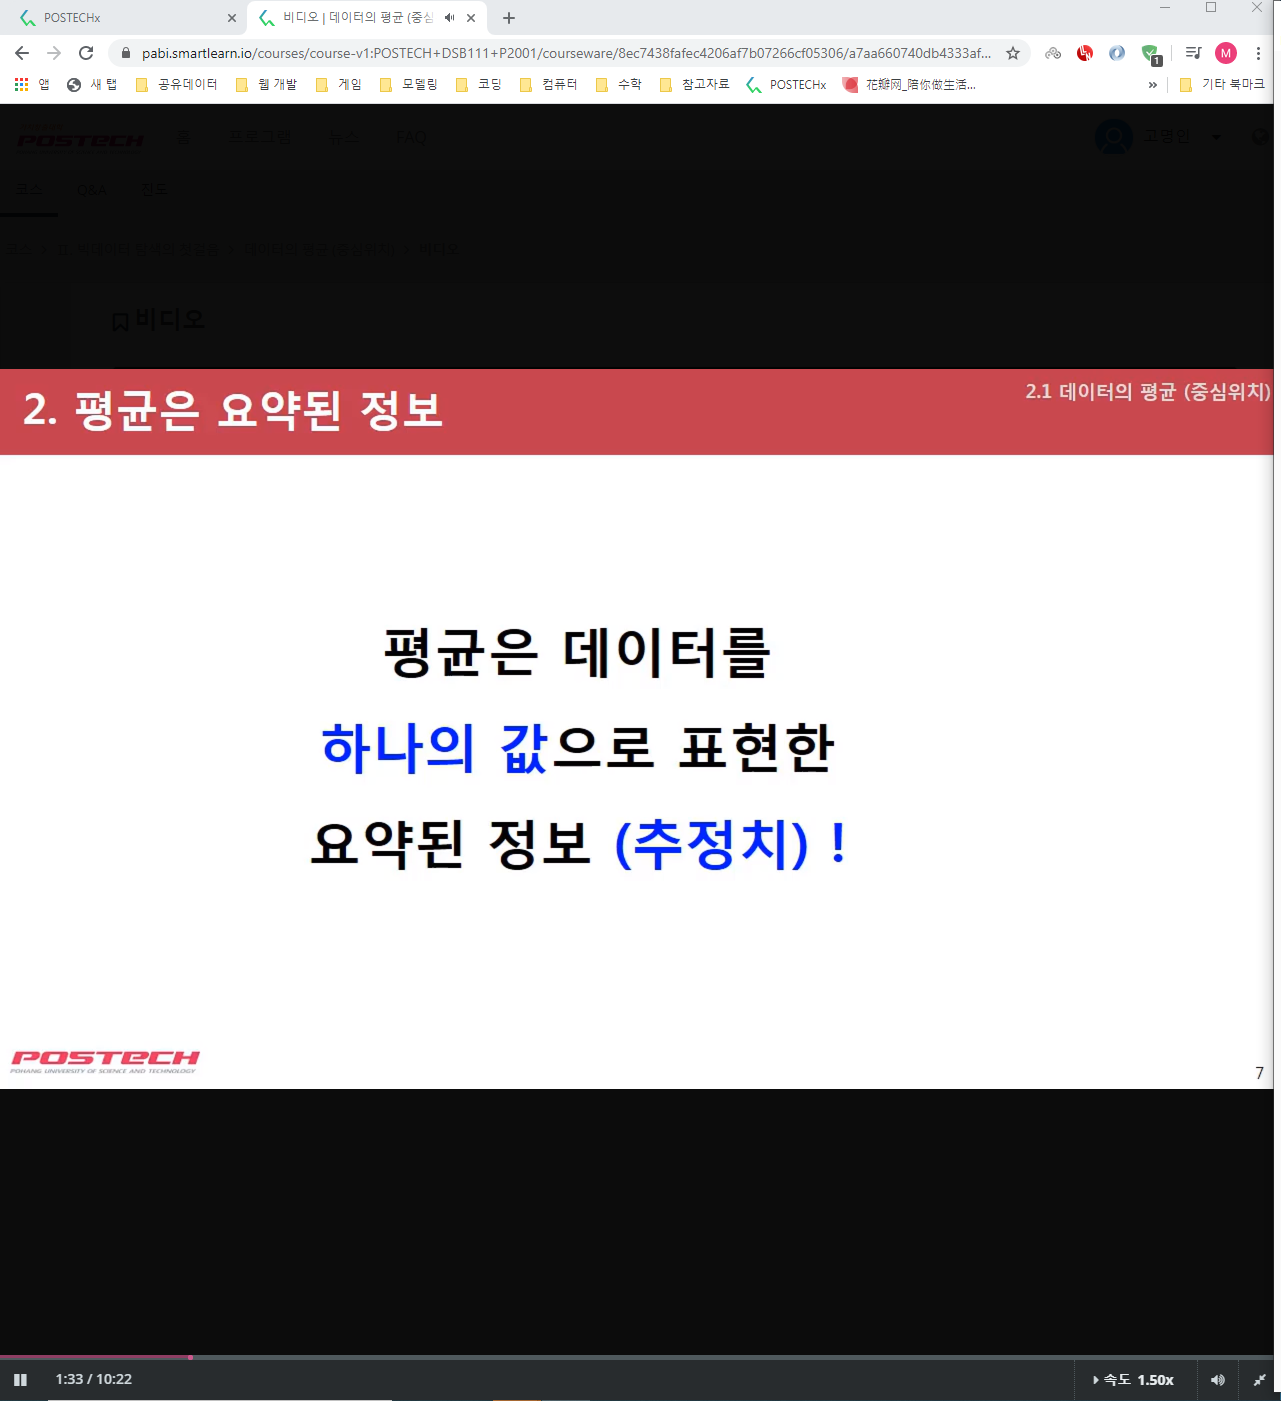 POSTECHx
비디오 | 데이터의 평균 (중심
pabi.smartlearn.io/courses/course-v1:POSTECH+DSB111+P2001/courseware/8ec7438fafec4206af7b07266cf05306/a7aa660740db4333af...
1
M
앱
새 탭
공유데이터
웹 개발
게임
모델링
코딩
컴퓨터
수학
참고자료
POSTECHx
花瓣网_陪你做生活...
»
기타 북마크
POSTECH
홈
프로그램
뉴스
FAQ
고명인
코스
Q&A
진도
비디오
2. 평균은 요약된 정보
2.1 데이터의 평균 (중심위치)
평균은 데이터를
하나의 값으로 표현한
요약된 정보 (추정치) !
POSTECH
POHANG UNIVERSITY OF SCIENCE AND TECHNOLOGY
7
1:33 / 10:22
속도 1.50x